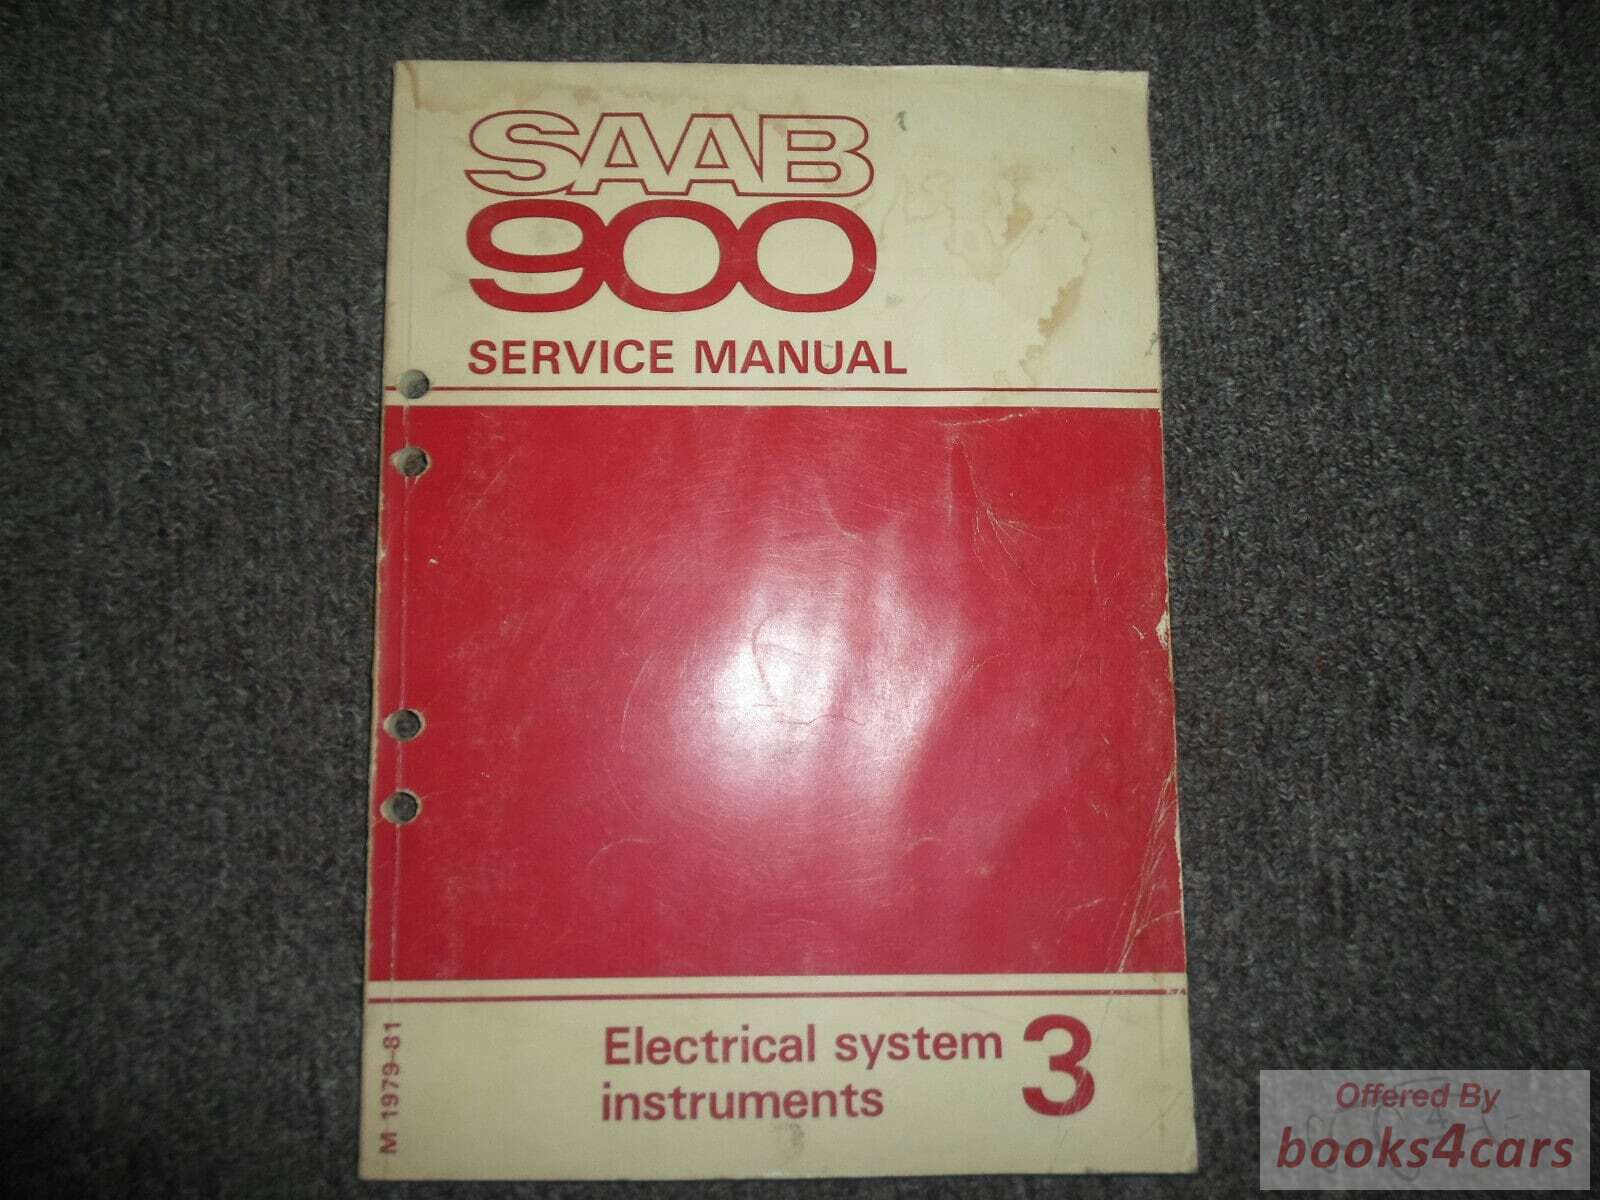 SAAB
900
SERVICE MANUAL
M 1979-81
Electrical system
instruments
3
Offered By
books4cars